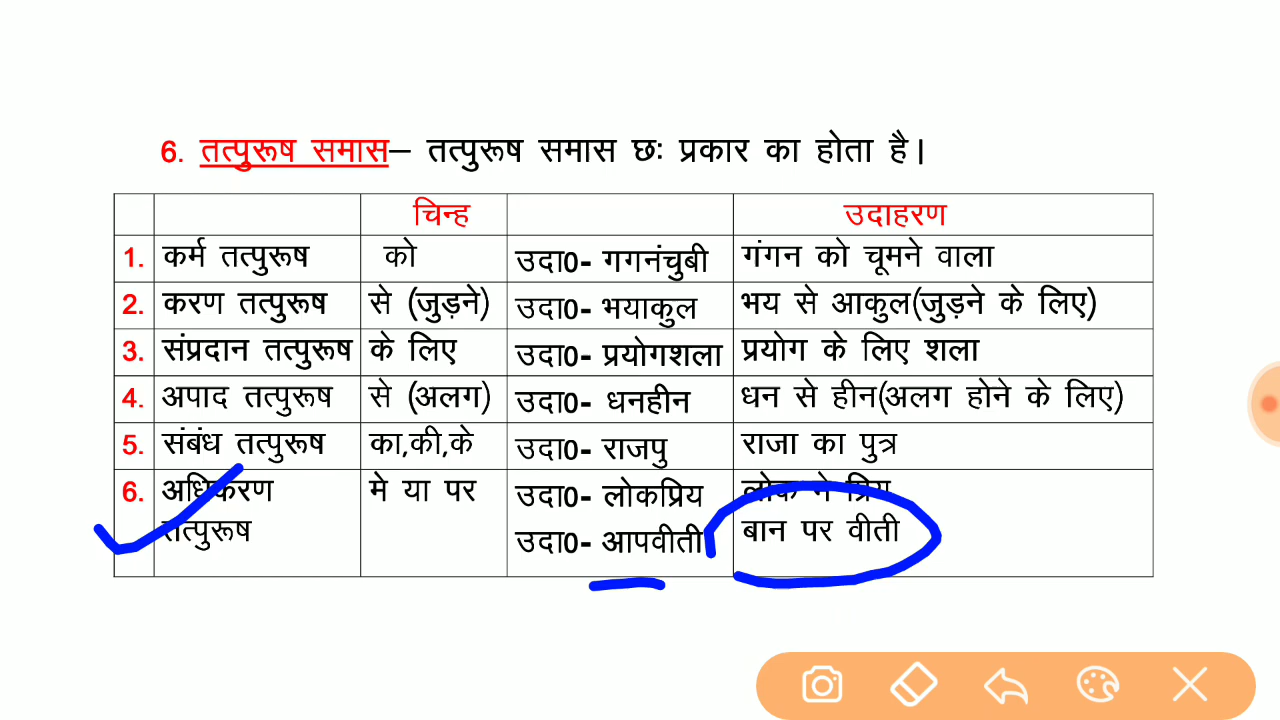 6. तत्पुरूष समास– तत्पुरूष समास छः प्रकार का होता है।
चिन्ह उदाहरण
1. कर्म तत्पुरूष को उदा0- गगनंचुबी गंगन को चूमने वाला
2. करण तत्पुरूष से (जुड़ने) उदा0- भयाकुल भय से आकुल(जुड़ने के लिए)
3. संप्रदान तत्पुरूष के लिए उदा0- प्रयोगशला प्रयोग के लिए शला
4. अपाद तत्पुरूष से (अलग) उदा0- धनहीन धन से हीन(अलग होने के लिए)
5. संबंध तत्पुरूष का,की,के उदा0- राजपु राजा का पुत्र
6. अधिकरण मे या पर उदा0- लोकप्रिय लोक मे प्रिय
तत्पुरूष उदा0- आपवीती बान पर वीती